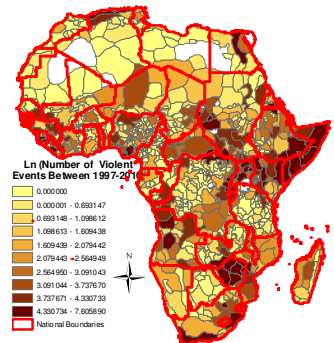 Ln (Number of Violent
Events Between 1997-201
0.000000
0.000001 - 0.693147
0.693148 - 1.098612
1.098613 - 1.609438
1.609439 - 2.079442
2.079443 - 2.564949
2.564950 - 3.091043
3.091044 - 3.737670
3.737671 - 4.330733
4.330734 - 7.605890
National Boundaries
N